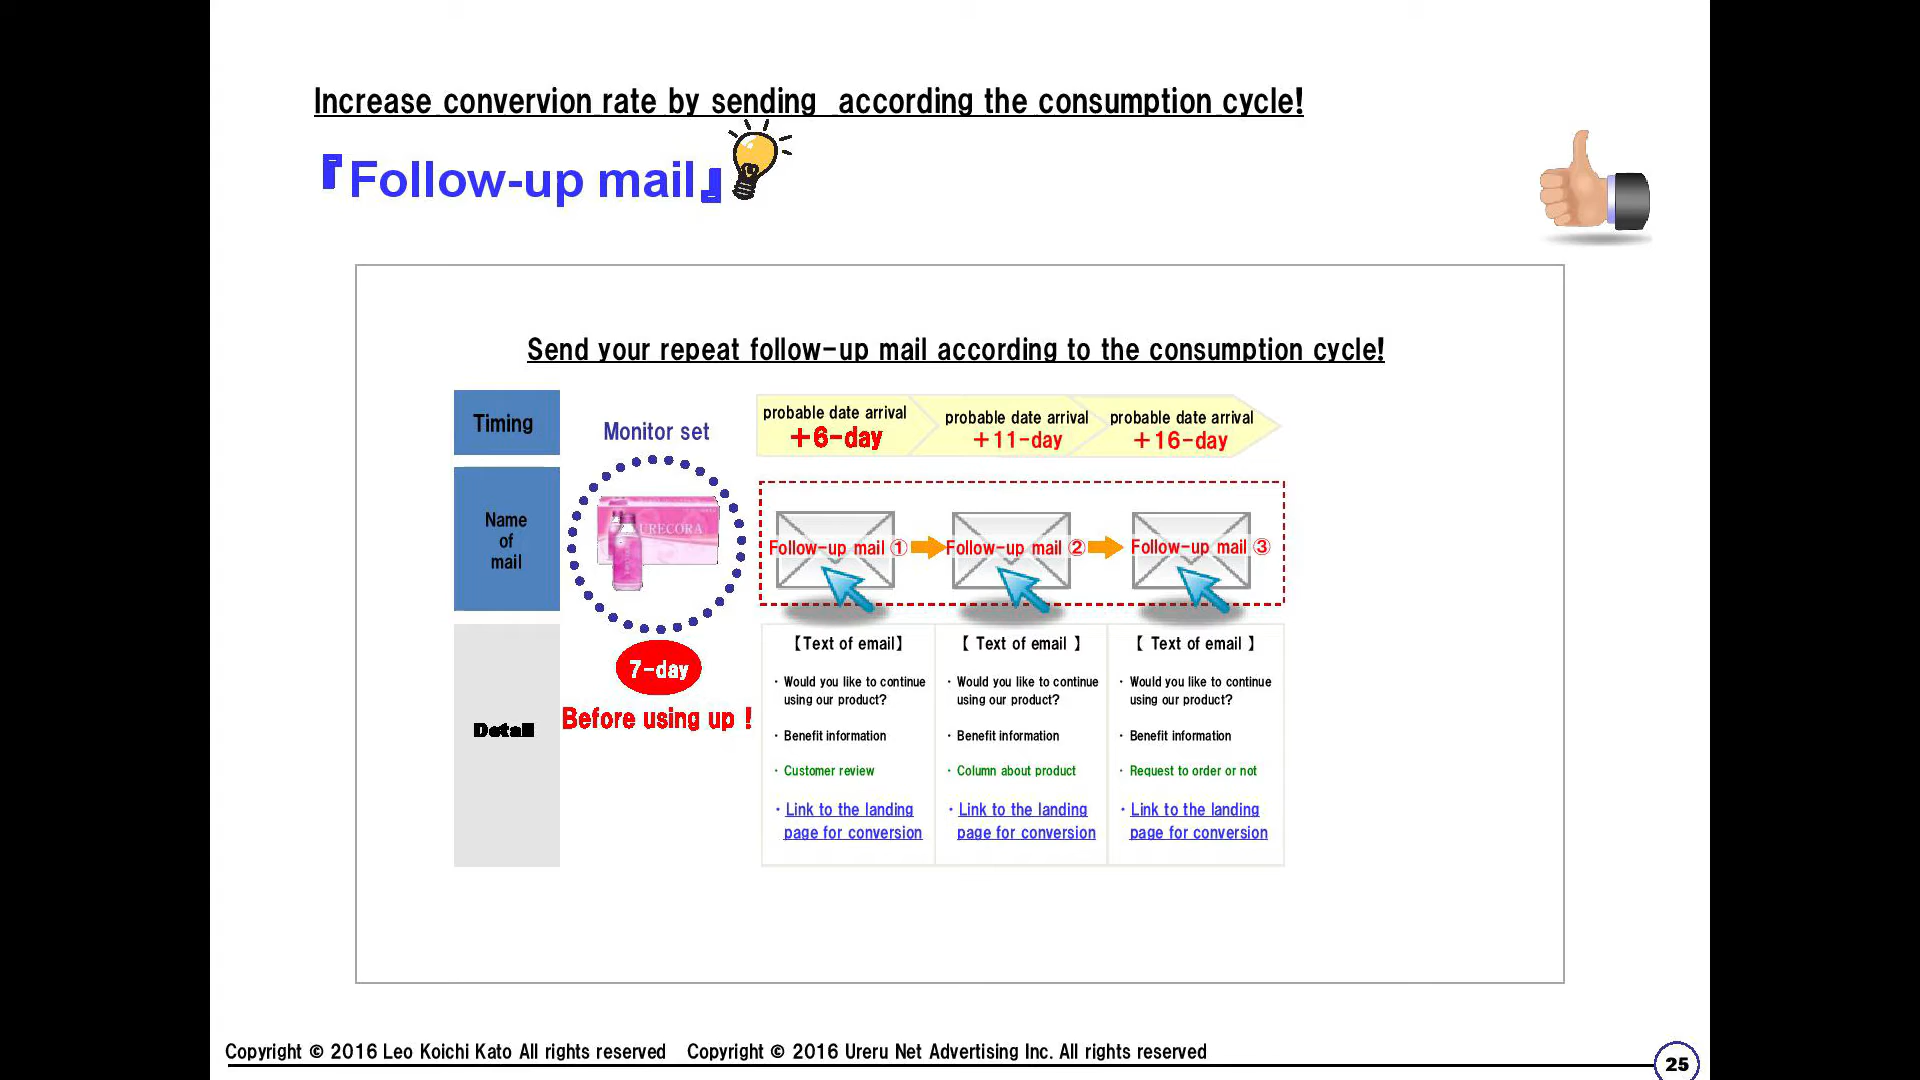 Increase convervion rate by sending according the consumption cycle!
『Follow-up mail』
Send your repeat follow-up mail according to the consumption cycle!
Timing
Monitor set
probable date arrival
+6-day
probable date arrival
+11-day
probable date arrival
+16-day
Name
of
mail
URECORA
Follow-up mail ①
Follow-up mail ②
Follow-up mail ③
Detail
7-day
Before using up !
【Text of email】
・Would you like to continue
using our product?
・Benefit information
・Customer review
・Link to the landing
page for conversion
【 Text of email 】
・Would you like to continue
using our product?
・Benefit information
・Column about product
・Link to the landing
page for conversion
【 Text of email 】
・Would you like to continue
using our product?
・Benefit information
・Request to order or not
・Link to the landing
page for conversion
Copyright © 2016 Leo Koichi Kato All rights reserved Copyright © 2016 Ureru Net Advertising Inc. All rights reserved
25